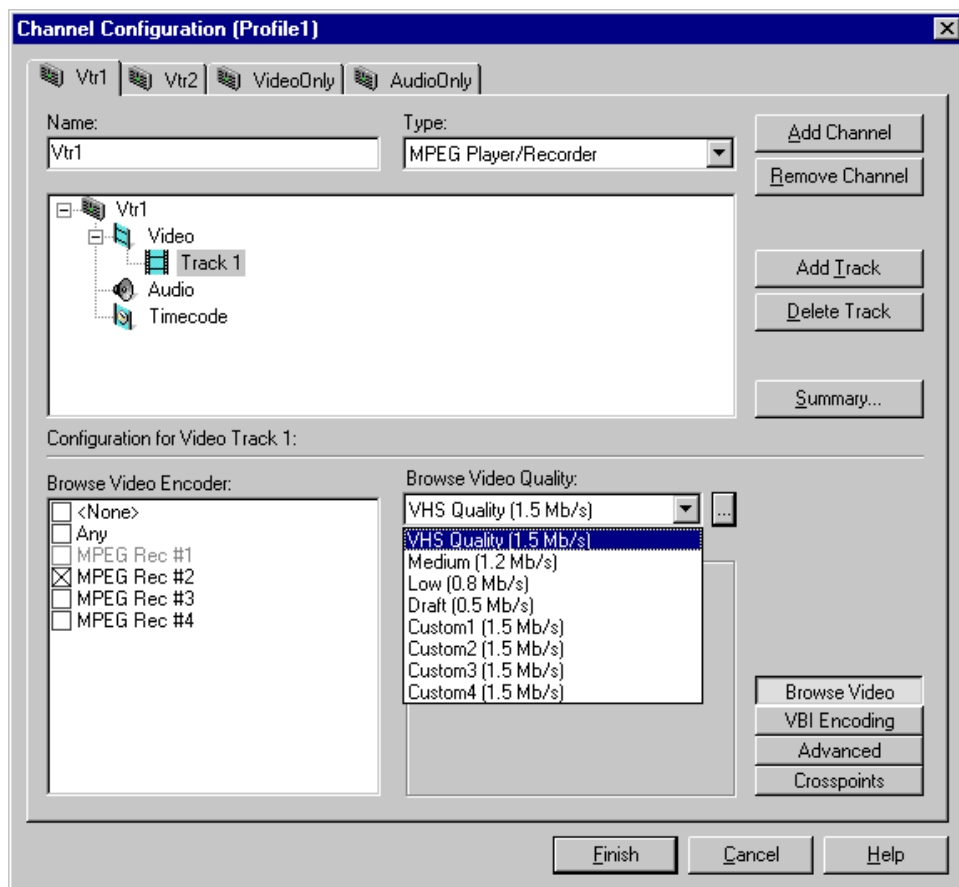 Channel Configuration (Profile1)
Vtr1 Vtr2 VideoOnly AudioOnly
Name: Type:
Vtr1 MPEG Player/Recorder
Add Channel
Remove Channel
Vtr1
Video
Track 1
Audio
Timecode
Add Track
Delete Track
Summary...
Configuration for Video Track 1:
Browse Video Encoder:
<None>
Any
MPEG Rec #1
MPEG Rec #2
MPEG Rec #3
MPEG Rec #4
Browse Video Quality:
VHS Quality (1.5 Mb/s) ...
VHS Quality (1.5 Mb/s)
Medium (1.2 Mb/s)
Low (0.8 Mb/s)
Draft (0.5 Mb/s)
Custom1 (1.5 Mb/s)
Custom2 (1.5 Mb/s)
Custom3 (1.5 Mb/s)
Custom4 (1.5 Mb/s)
Browse Video
VBI Encoding
Advanced
Crosspoints
Finish Cancel Help